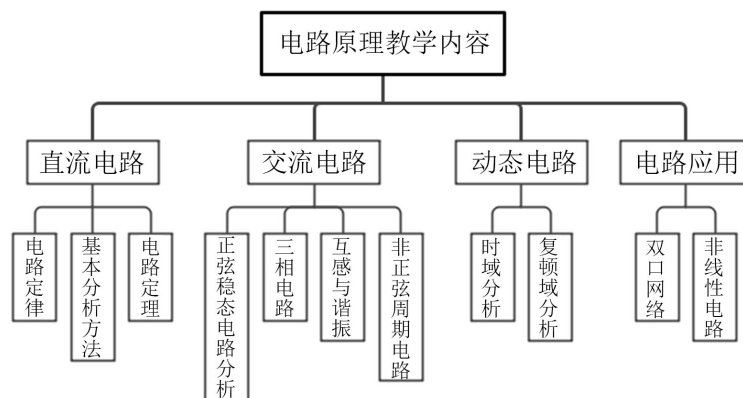 电路原理教学内容
直流电路
交流电路
动态电路
电路应用
电路定律
基本分析方法
电路定理
正弦稳态电路分析
三相电路
互感与谐振
非正弦周期电路
时域分析
复顿域分析
双口网络
非线性电路